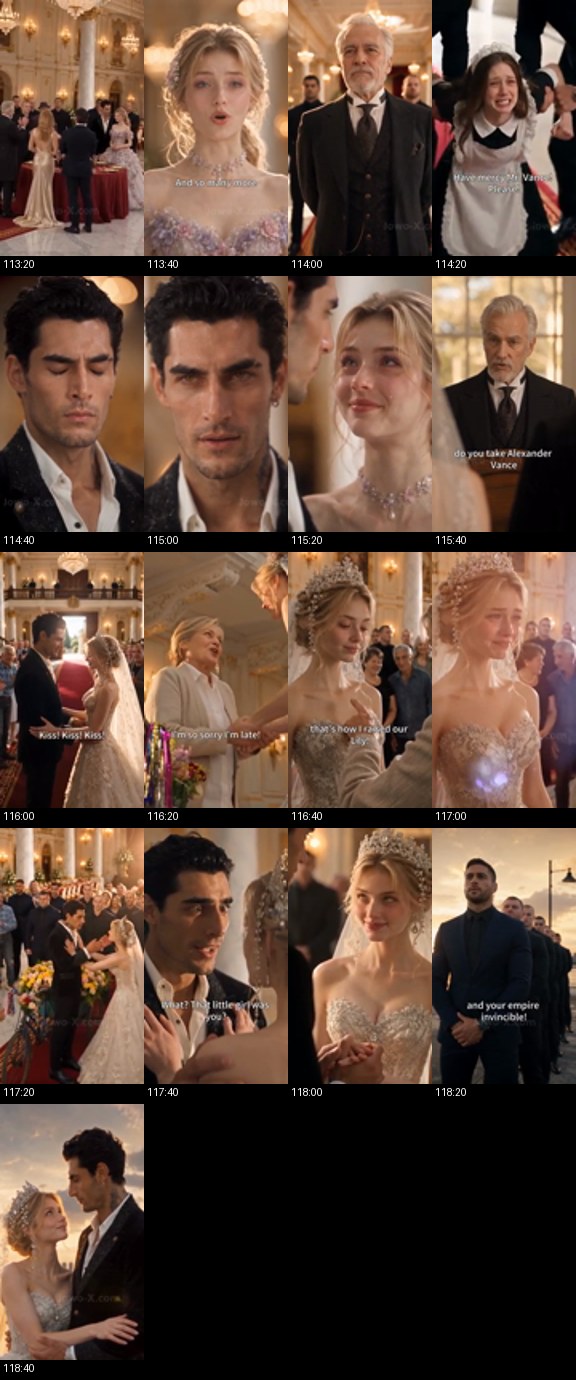 And so many more
113:20
113:40
114:00
Have mercy Mr. Vance!
Please!
114:20
114:40
115:00
115:20
do you take Alexander
Vance
115:40
Kiss! Kiss! Kiss!
116:00
I'm so sorry I'm late!
116:20
that's how I raised our
Lily.
116:40
117:00
117:20
What? That little girl was
you?
117:40
118:00
and your empire
invincible!
118:20
118:40